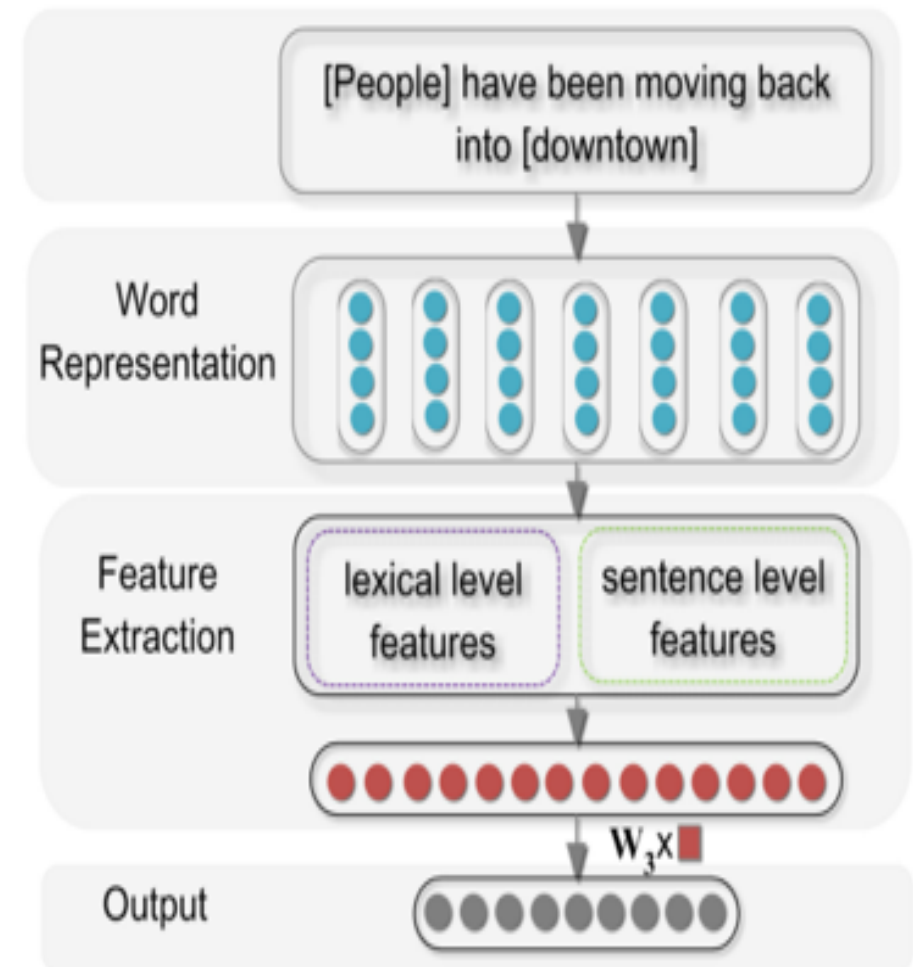 [People] have been moving back
into [downtown]
Word
Representation
Feature
Extraction
lexical level
features
sentence level
features
W₃x
Output